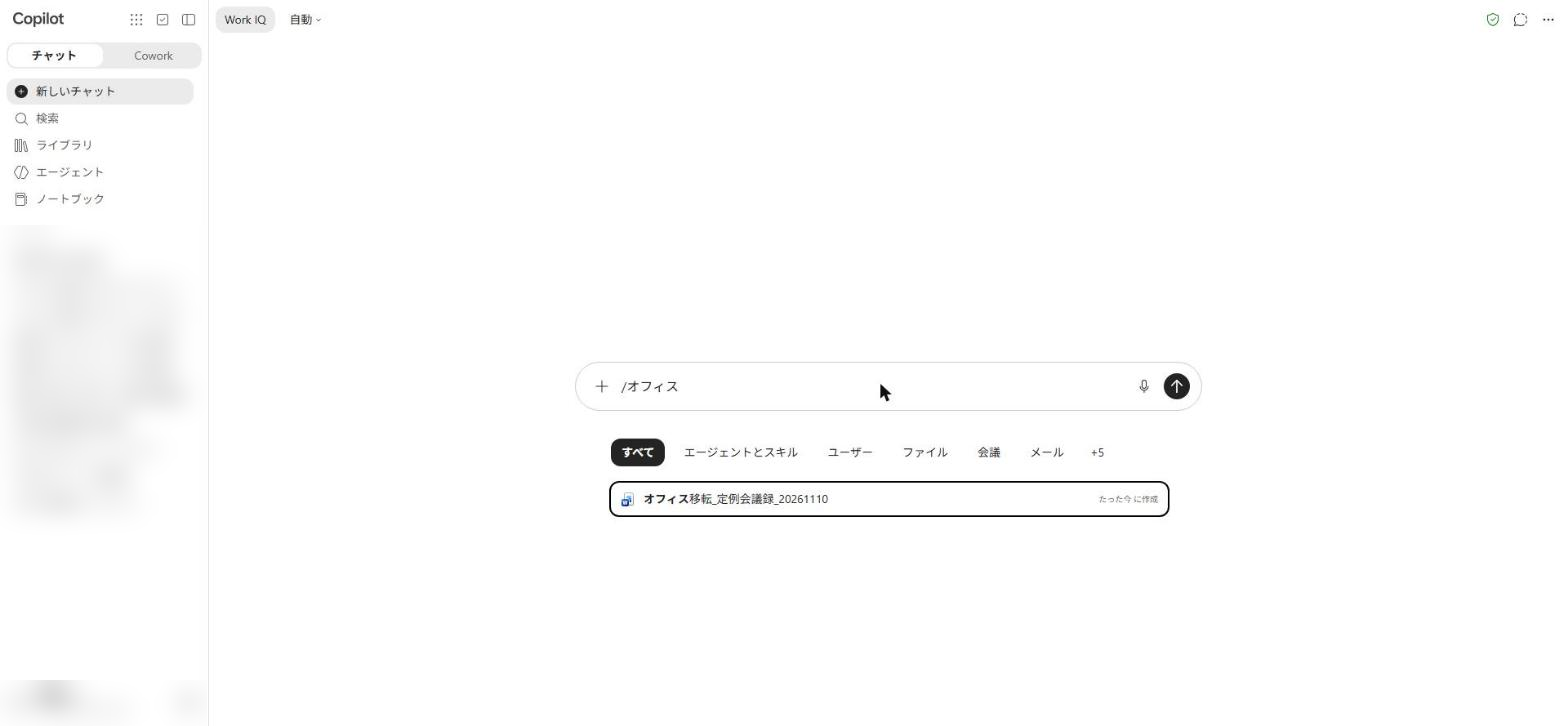 Copilot
チャット Cowork
新しいチャット
検索
ライブラリ
エージェント
ノートブック
Work IQ 自動
/オフィス
すべて エージェントとスキル ユーザー ファイル 会議 メール +5
オフィス移転_定例会議録_20261110 たった今 に作成